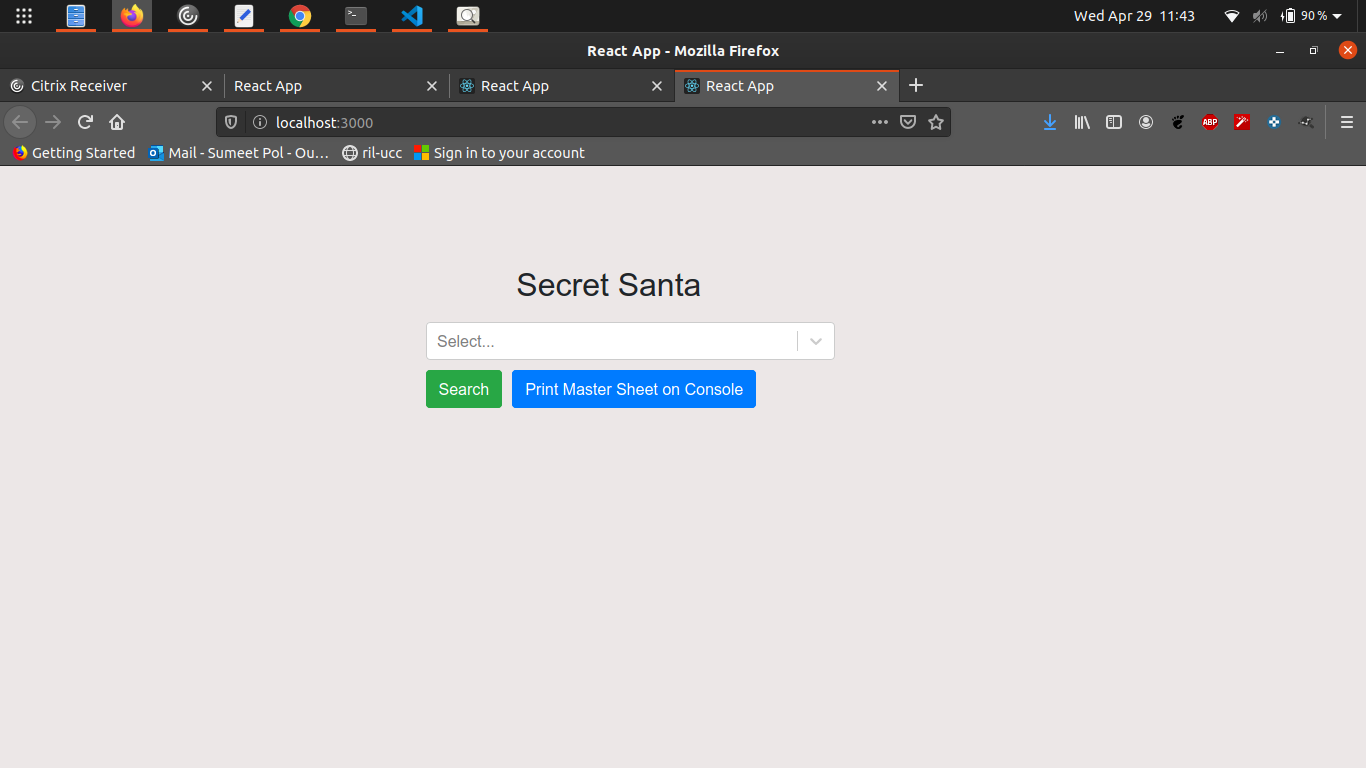 Wed Apr 29 11:43
90 %
React App - Mozilla Firefox
Citrix Receiver
React App
React App
React App
localhost:3000
ABP
Getting Started
Mail - Sumeet Pol - Ou…
ril-ucc
Sign in to your account
Secret Santa
Select...
Search
Print Master Sheet on Console